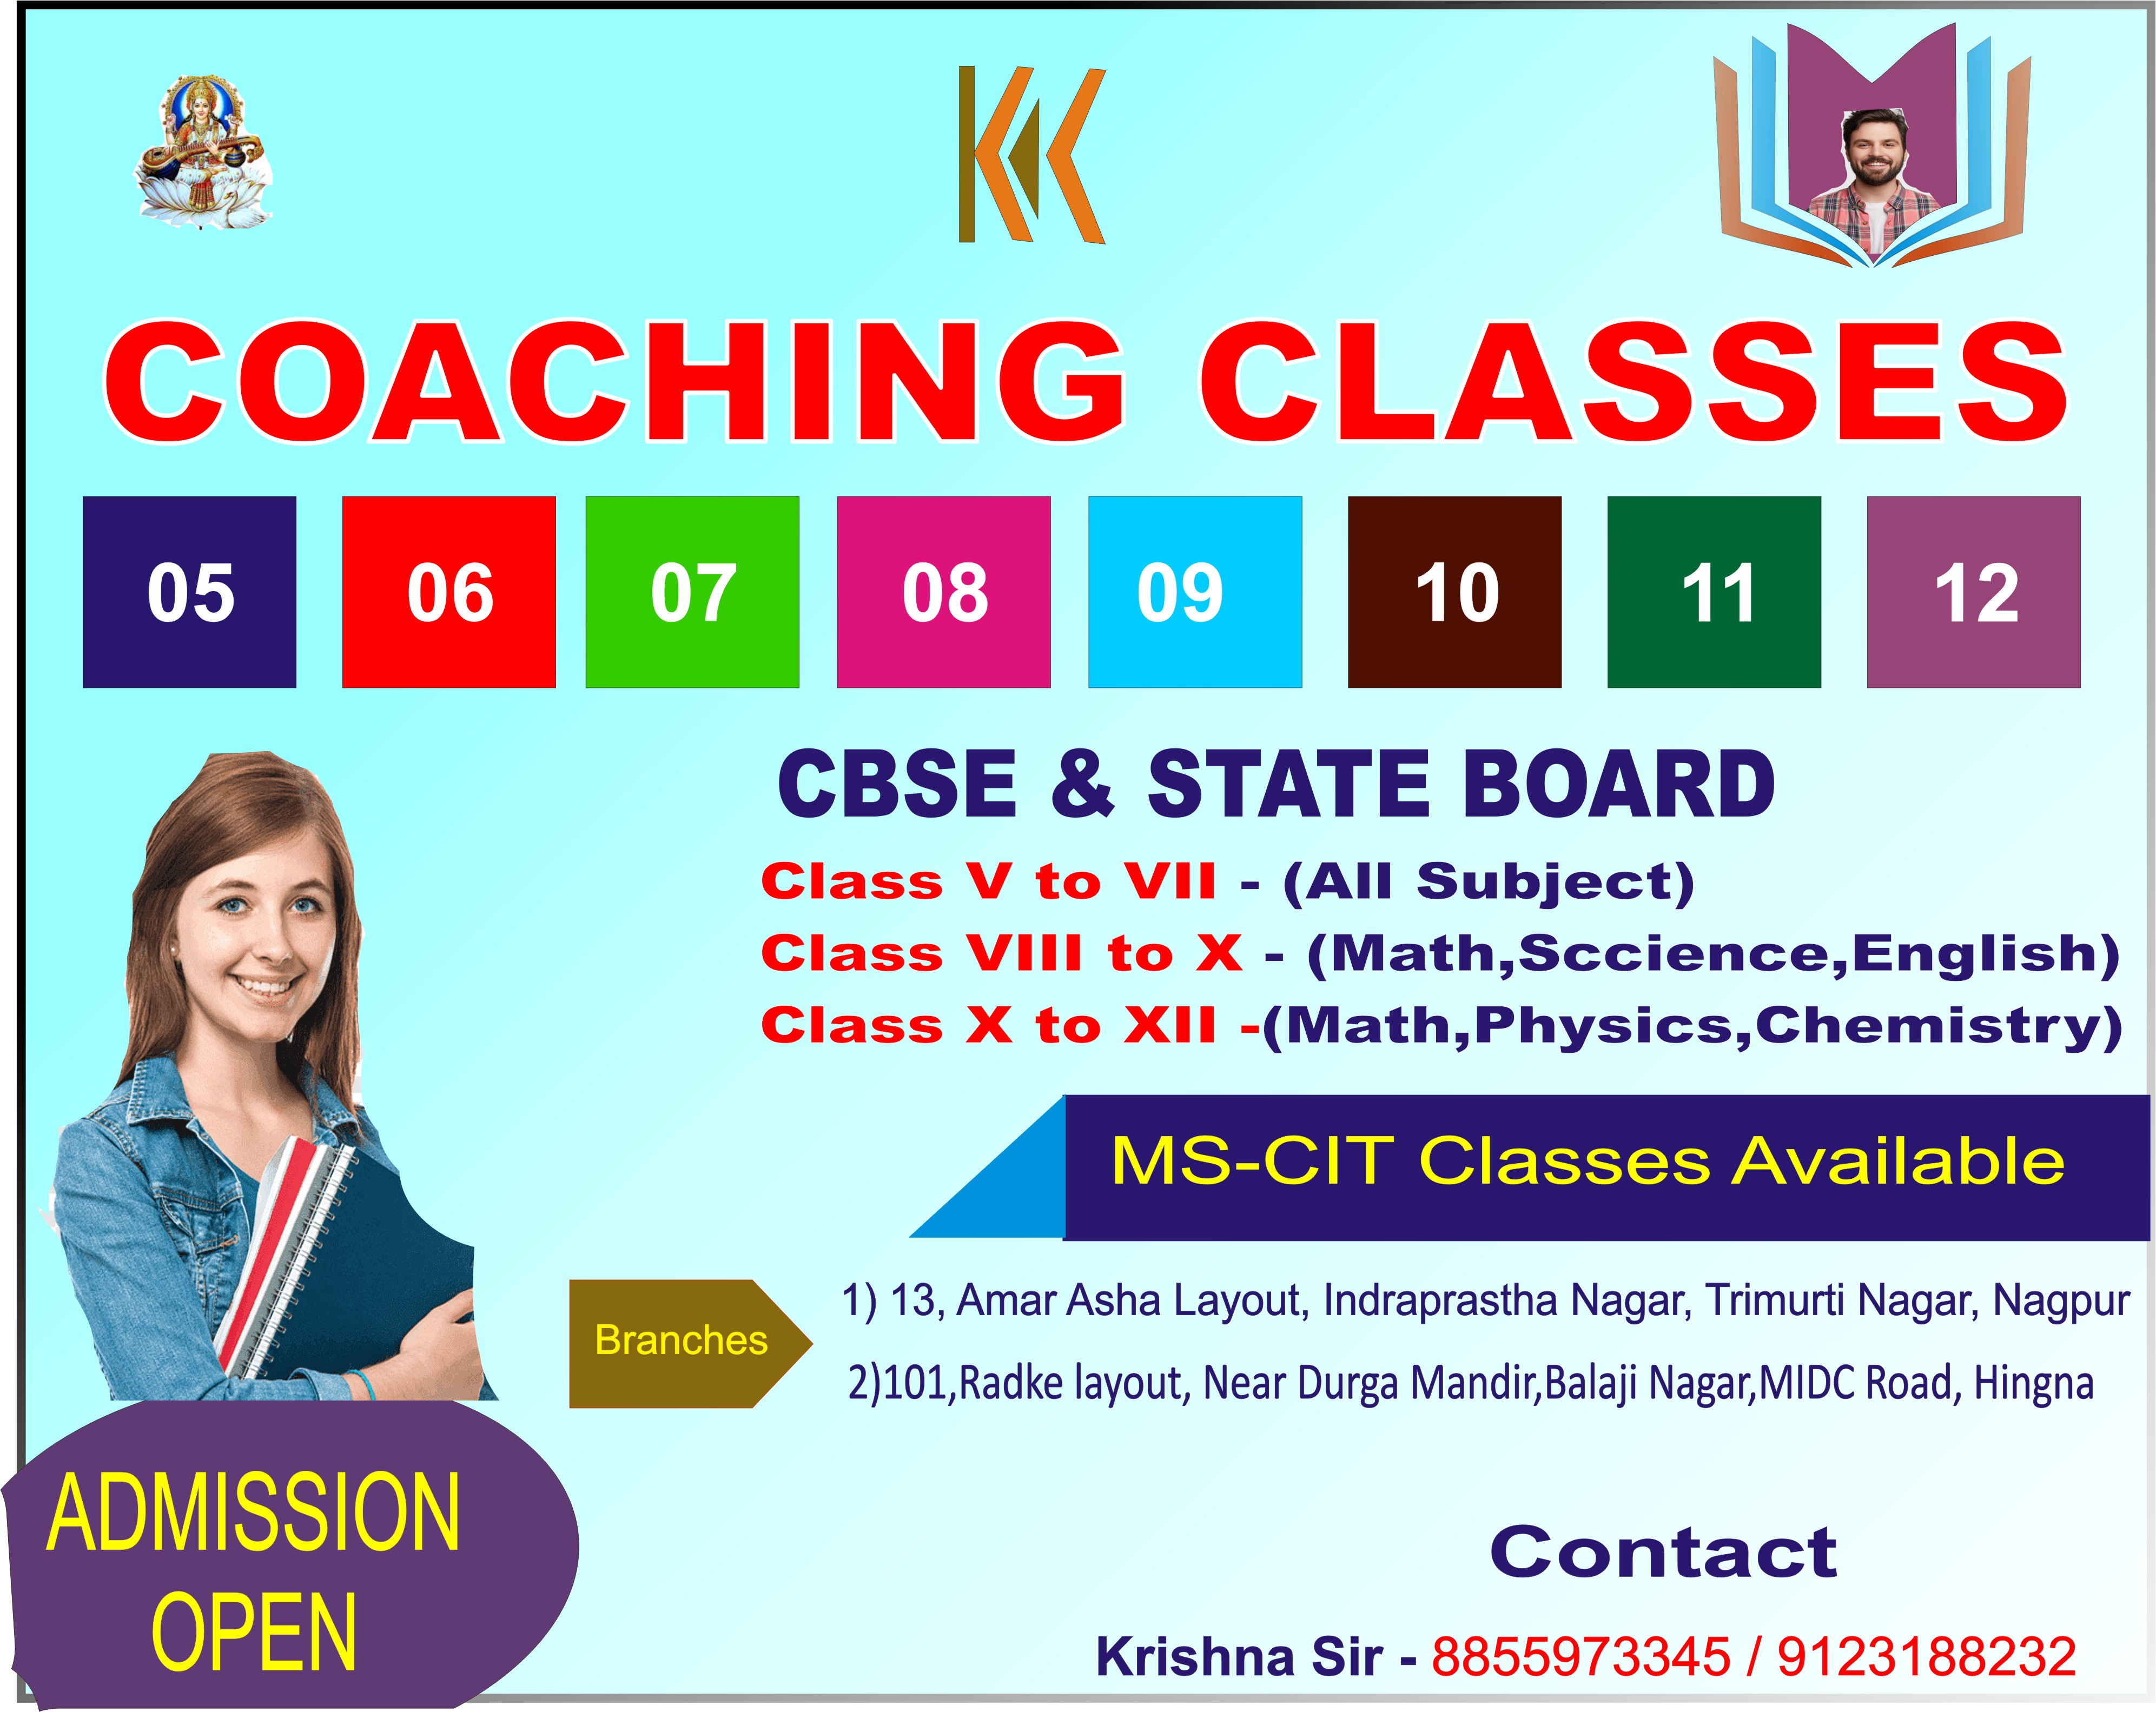 KK
COACHING CLASSES
05 06 07 08 09 10 11 12
CBSE & STATE BOARD
Class V to VII - (All Subject)
Class VIII to X - (Math,Sccience,English)
Class X to XII -(Math,Physics,Chemistry)
MS-CIT Classes Available
Branches
1) 13, Amar Asha Layout, Indraprastha Nagar, Trimurti Nagar, Nagpur
2)101,Radke layout, Near Durga Mandir,Balaji Nagar,MIDC Road, Hingna
ADMISSION
OPEN
Contact
Krishna Sir - 8855973345 / 9123188232